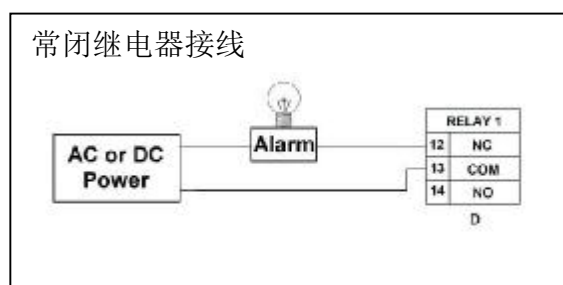 常闭继电器接线
Alarm
AC or DC
Power
RELAY 1
12 NC
13 COM
14 NO
D